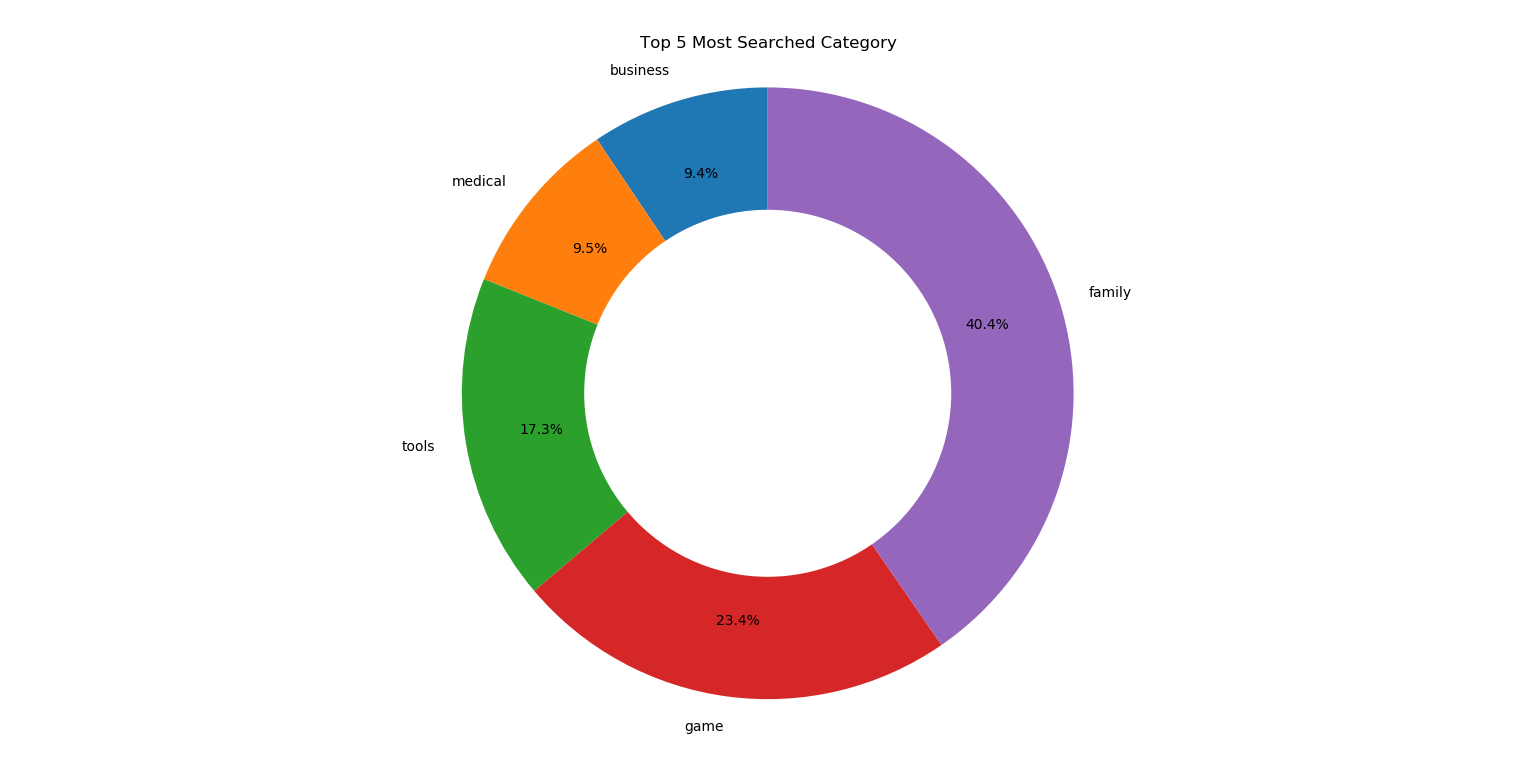 Top 5 Most Searched Category
business
9.4%
medical
9.5%
family
40.4%
tools
17.3%
game
23.4%